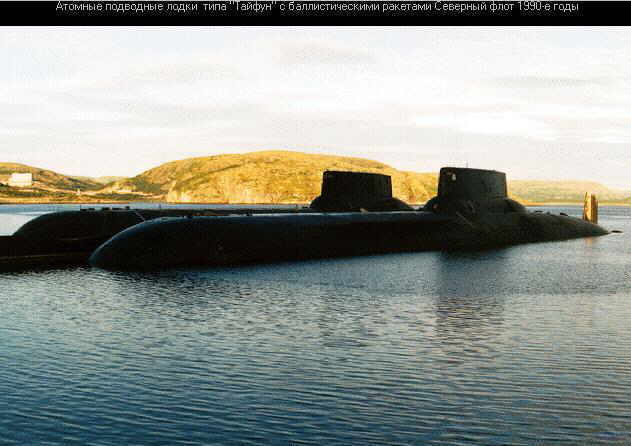 Атомные подводные лодки типа "Тайфун" с баллистическими ракетами Северный флот 1990-е годы